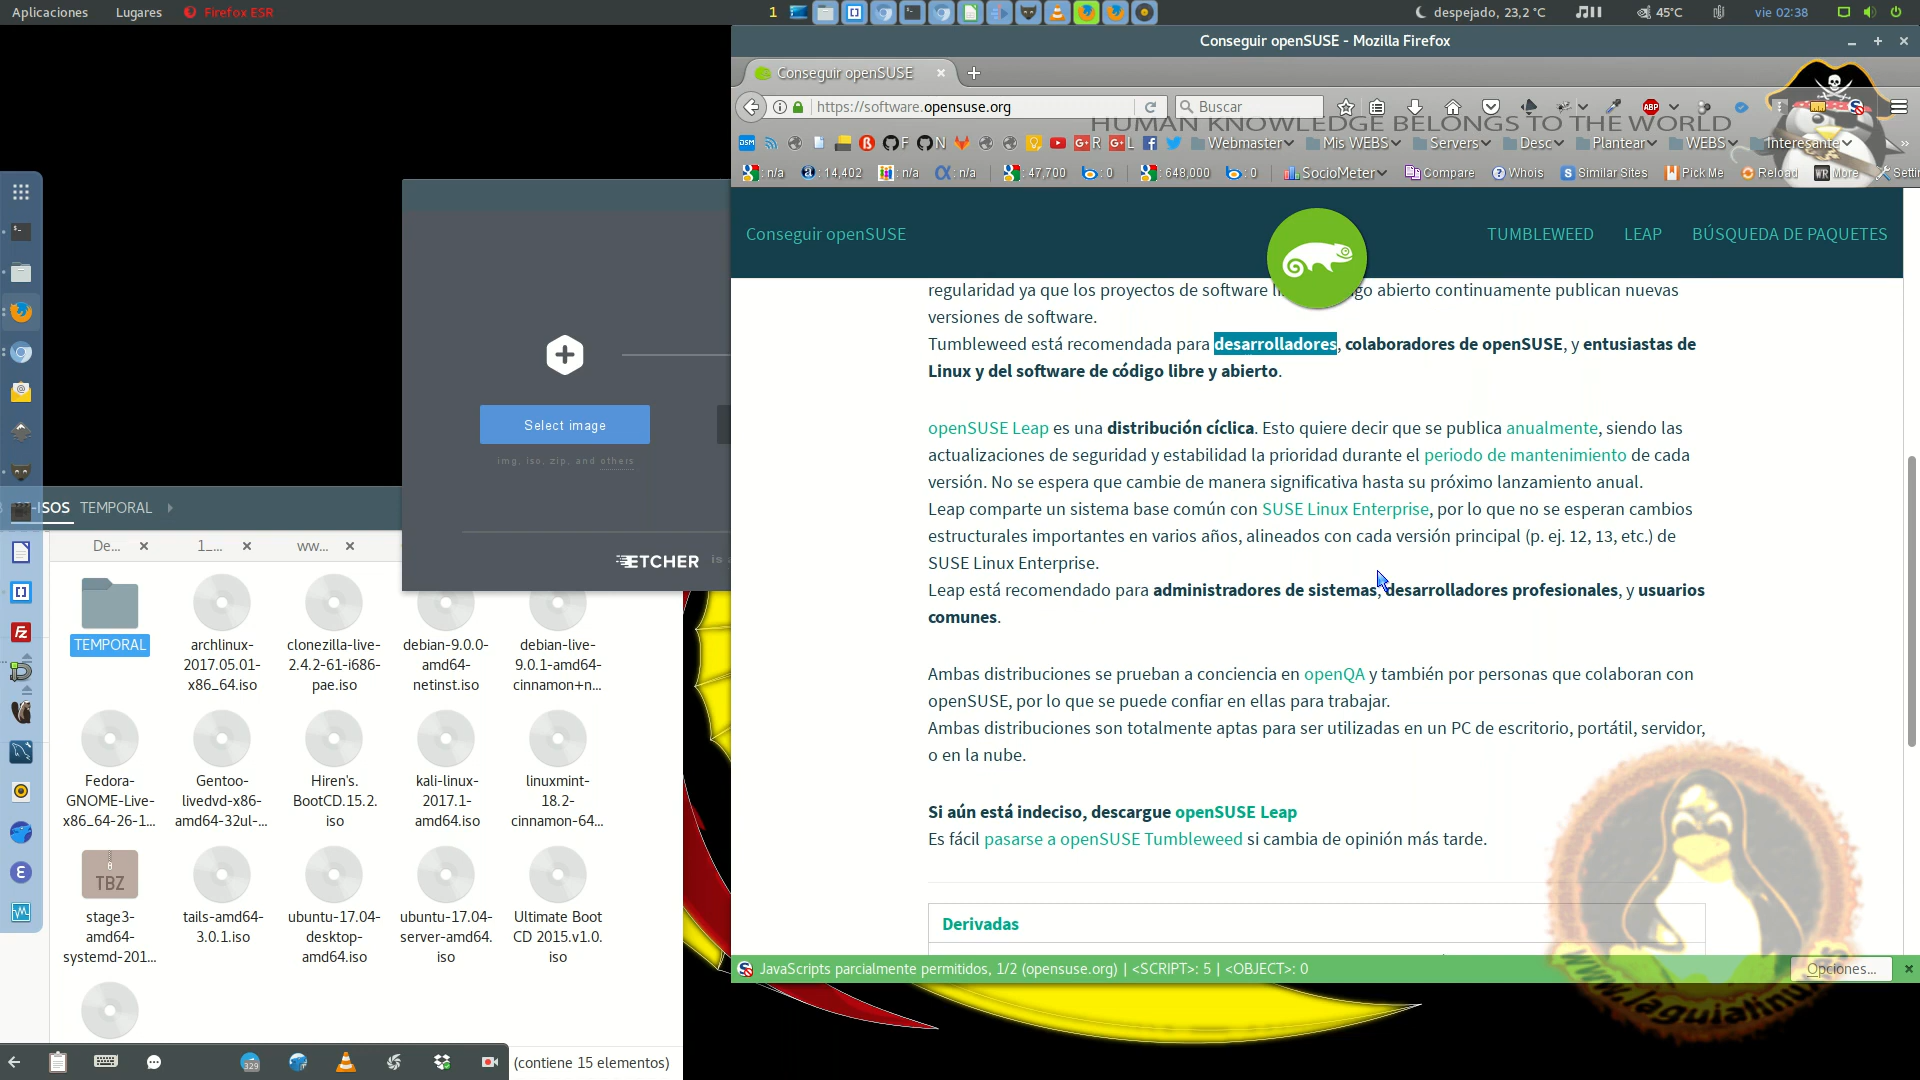 Aplicaciones Lugares Firefox ESR 1 despejado, 23,2 °C 45°C vie 02:38
Conseguir openSUSE - Mozilla Firefox
Conseguir openSUSE
https://software.opensuse.org Buscar ABP
HUMAN KNOWLEDGE BELONGS TO THE WORLD
F N R L Webmaster Mis WEBS Servers Desc Plantear WEBS Interesante »
: n/a : 14,402 : n/a : n/a : 47,700 : 0 : 648,000 : 0 SocioMeter Compare Whois Similar Sites Pick Me Reload WR More Setti
Conseguir openSUSE TUMBLEWEED LEAP BÚSQUEDA DE PAQUETES
versiones de software.
Tumbleweed está recomendada para desarrolladores, colaboradores de openSUSE, y entusiastas de
Linux y del software de código libre y abierto.
openSUSE Leap es una distribución cíclica. Esto quiere decir que se publica anualmente, siendo las
actualizaciones de seguridad y estabilidad la prioridad durante el periodo de mantenimiento de cada
versión. No se espera que cambie de manera significativa hasta su próximo lanzamiento anual.
Leap comparte un sistema base común con SUSE Linux Enterprise, por lo que no se esperan cambios
estructurales importantes en varios años, alineados con cada versión principal (p. ej. 12, 13, etc.) de
SUSE Linux Enterprise.
Leap está recomendado para administradores de sistemas, desarrolladores profesionales, y usuarios
comunes.
Ambas distribuciones se prueban a conciencia en openQA y también por personas que colaboran con
openSUSE, por lo que se puede confiar en ellas para trabajar.
Ambas distribuciones son totalmente aptas para ser utilizadas en un PC de escritorio, portátil, servidor,
o en la nube.
Si aún está indeciso, descargue openSUSE Leap
Es fácil pasarse a openSUSE Tumbleweed si cambia de opinión más tarde.
Derivadas
JavaScripts parcialmente permitidos, 1/2 (opensuse.org) | <SCRIPT>: 5 | <OBJECT>: 0 Opciones...
Select image
img, iso, zip, and others
ETCHER is
-ISOS TEMPORAL
De... 1_... ww...
TEMPORAL
archlinux-
2017.05.01-
x86_64.iso
clonezilla-live-
2.4.2-61-i686-
pae.iso
debian-9.0.0-
amd64-
netinst.iso
debian-live-
9.0.1-amd64-
cinnamon+n...
Fedora-
GNOME-Live-
x86_64-26-1...
Gentoo-
livedvd-x86-
amd64-32ul-...
Hiren's.
BootCD.15.2.
iso
kali-linux-
2017.1-
amd64.iso
linuxmint-
18.2-
cinnamon-64...
TBZ
stage3-
amd64-
systemd-201...
tails-amd64-
3.0.1.iso
ubuntu-17.04-
desktop-
amd64.iso
ubuntu-17.04-
server-amd64.
iso
Ultimate Boot
CD 2015.v1.0.
iso
329 (contiene 15 elementos)